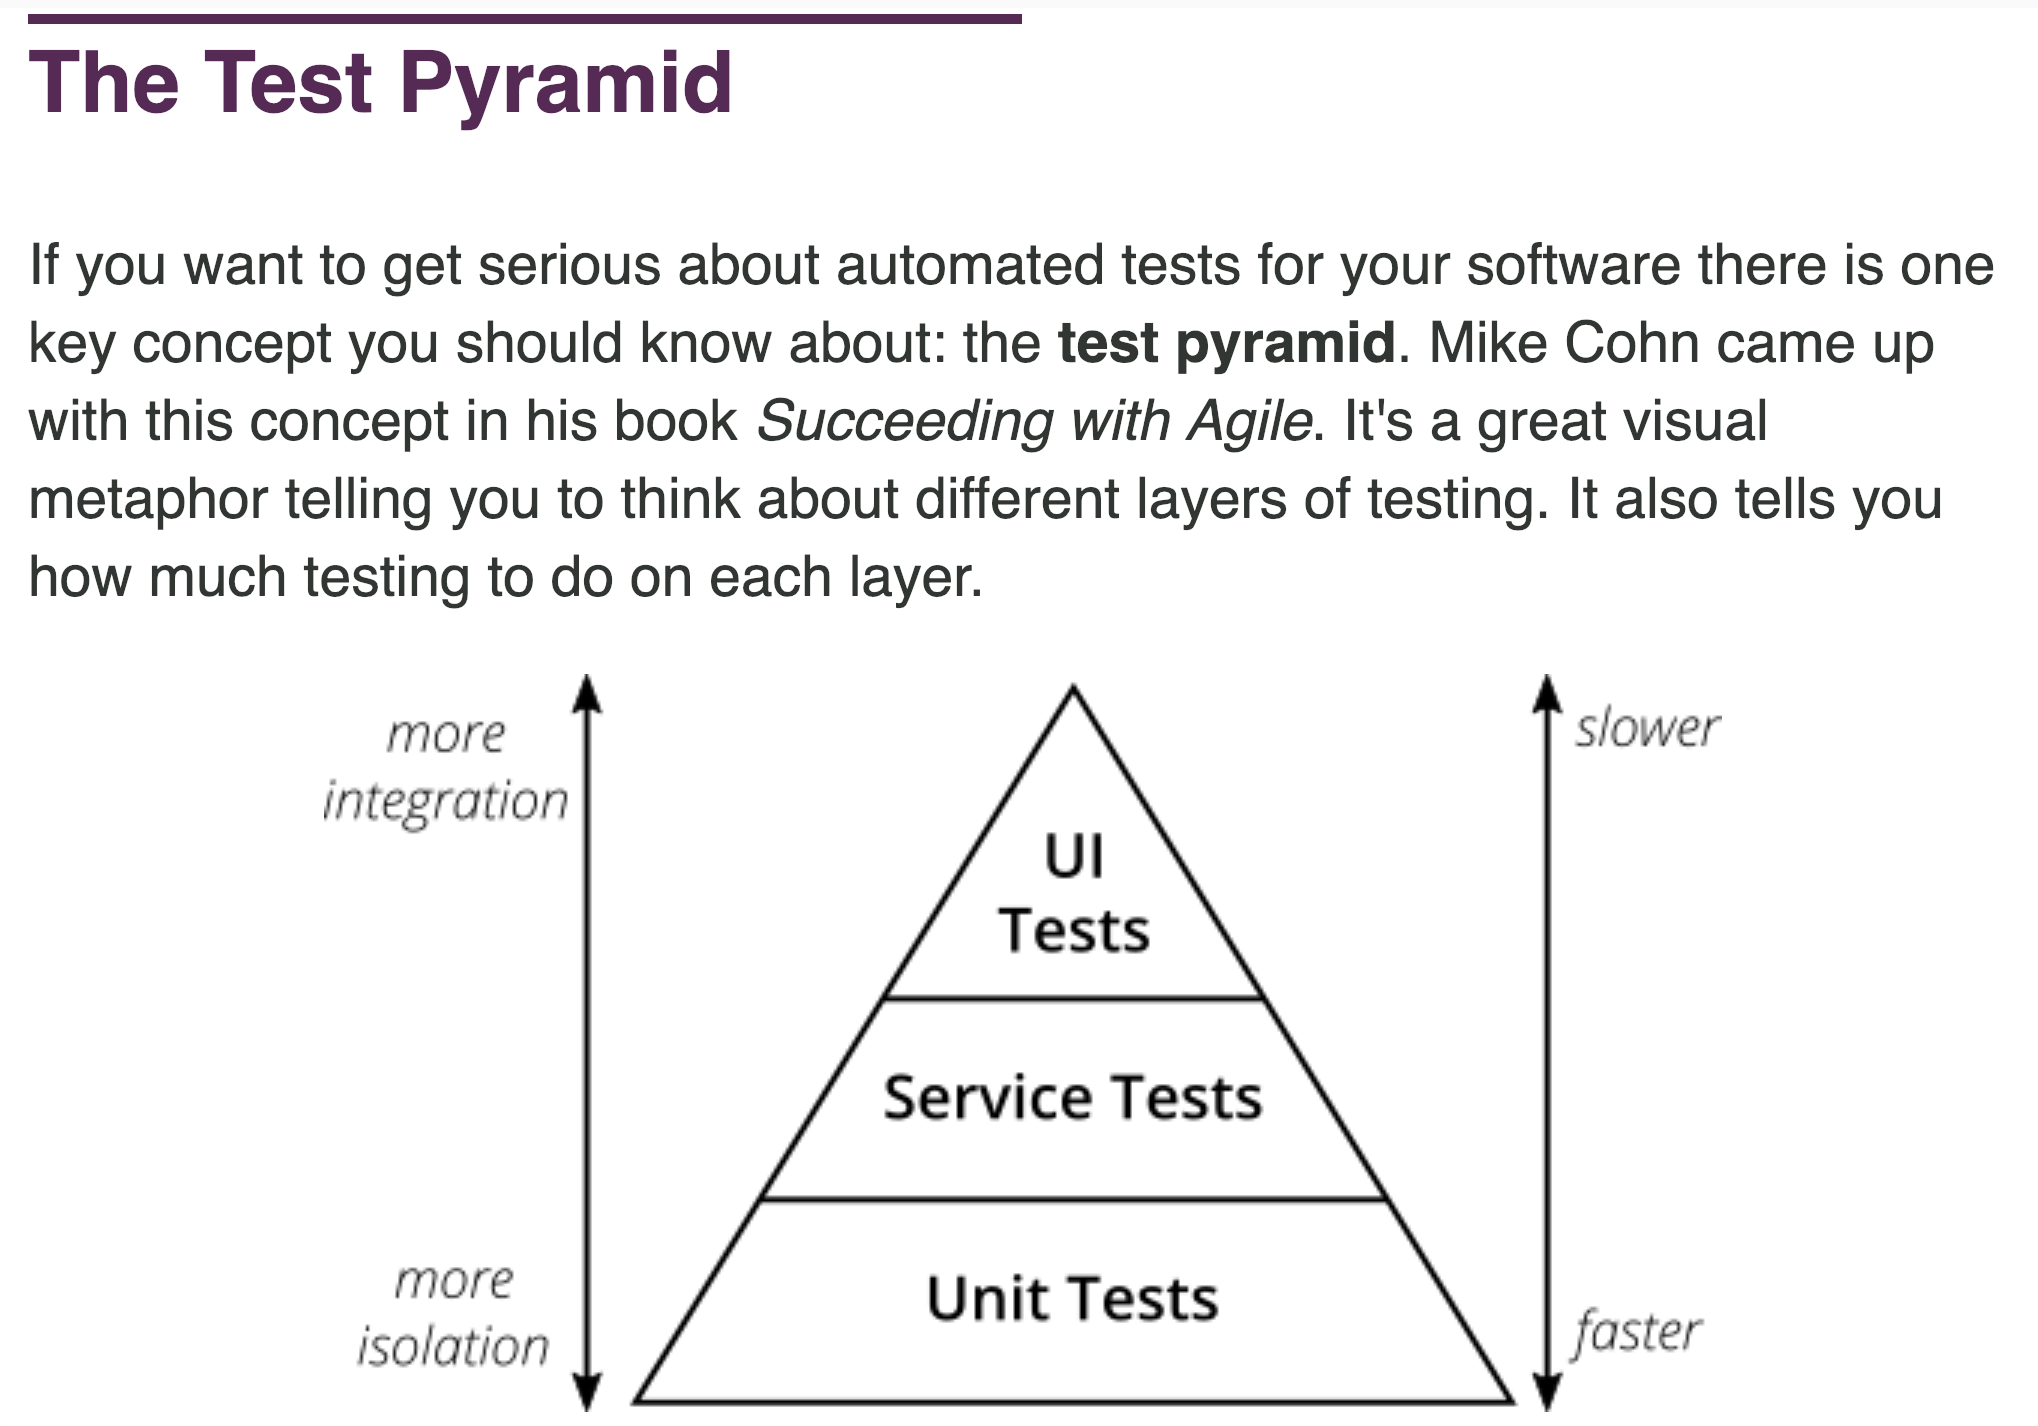 The Test Pyramid
If you want to get serious about automated tests for your software there is one
key concept you should know about: the test pyramid. Mike Cohn came up
with this concept in his book Succeeding with Agile. It's a great visual
metaphor telling you to think about different layers of testing. It also tells you
how much testing to do on each layer.
more
integration
slower
UI
Tests
Service Tests
Unit Tests
more
isolation
faster